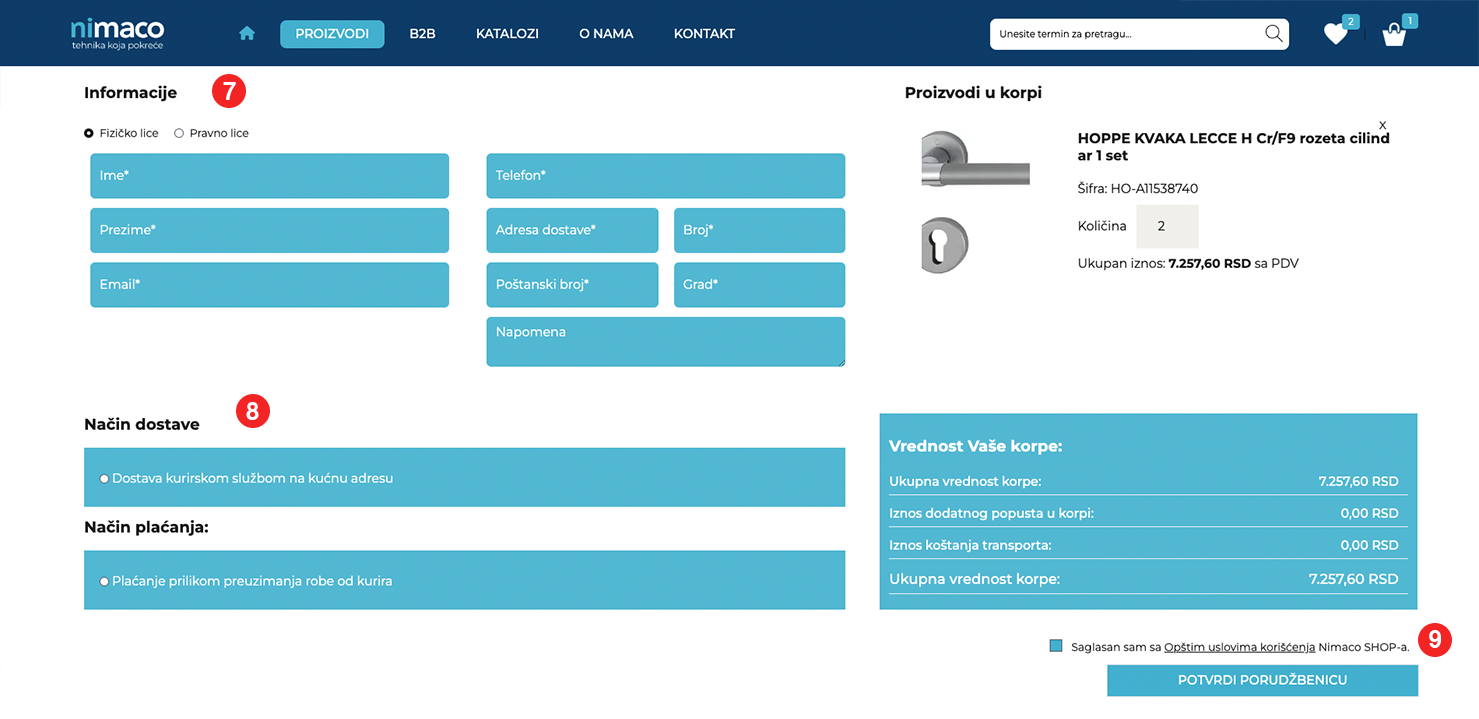 nimaco
tehnika koja pokreće
PROIZVODI
B2B
KATALOZI
O NAMA
KONTAKT
Unesite termin za pretragu...
2
1
Informacije
7
Fizičko lice
Pravno lice
Ime*
Telefon*
Prezime*
Adresa dostave*
Broj*
Email*
Poštanski broj*
Grad*
Napomena
Proizvodi u korpi
X
HOPPE KVAKA LECCE H Cr/F9 rozeta cilind
ar 1 set
Šifra: HO-A11538740
Količina 2
Ukupan iznos: 7.257,60 RSD sa PDV
Način dostave
8
Dostava kurirskom službom na kućnu adresu
Način plaćanja:
Plaćanje prilikom preuzimanja robe od kurira
Vrednost Vaše korpe:
Ukupna vrednost korpe: 7.257,60 RSD
Iznos dodatnog popusta u korpi: 0,00 RSD
Iznos koštanja transporta: 0,00 RSD
Ukupna vrednost korpe: 7.257,60 RSD
Saglasan sam sa Opštim uslovima korišćenja Nimaco SHOP-a.
9
POTVRDI PORUDŽBENICU